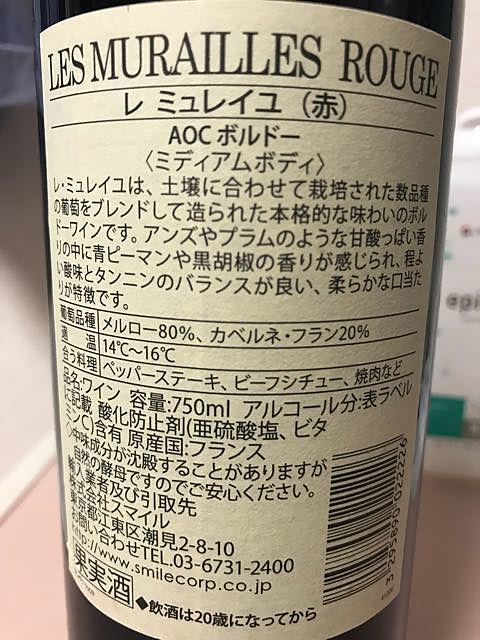 LES MURAILLES ROUGE
レ ミュレイユ（赤）
AOC ボルドー
〈ミディアムボディ〉
レ・ミュレイユは、土壌に合わせて栽培された数品種
の葡萄をブレンドして造られた本格的な味わいのボル
ドーワインです。アンズやプラムのような甘酸っぱい香
りの中に青ピーマンや黒胡椒の香りが感じられ、程よ
い酸味とタンニンのバランスが良い、柔らかな口当た
りが特徴です。
葡萄品種 メルロー80%、カベルネ・フラン20%
適温 14℃〜16℃
合う料理 ペッパーステーキ、ビーフシチュー、焼肉など
品名:ワイン 容量:750ml アルコール分:表ラベル
に記載 酸化防止剤(亜硫酸塩、ビタ
ミンC)含有 原産国:フランス
◇中味成分が沈殿することがありますが
自然の酵母ですのでご安心ください。
輸入業者及び引取先
株式会社スマイル
東京都江東区潮見2-8-10
お問い合わせTEL.03-6731-2400
http://www.smilecorp.co.jp
果実酒
◆飲酒は20歳になってから
3 295890 022226